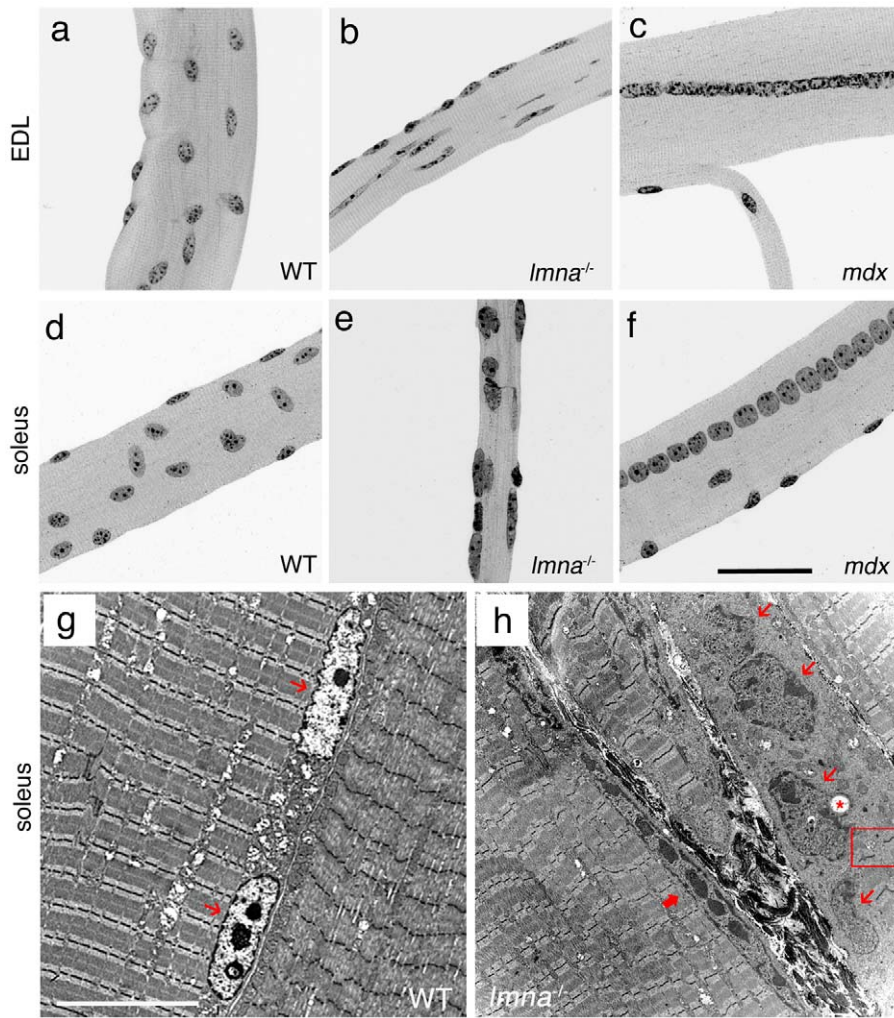 a
b
c
EDL
WT
lmna-/-
mdx
d
e
f
soleus
WT
lmna-/-
mdx
g
h
soleus
WT
lmna-/-
*